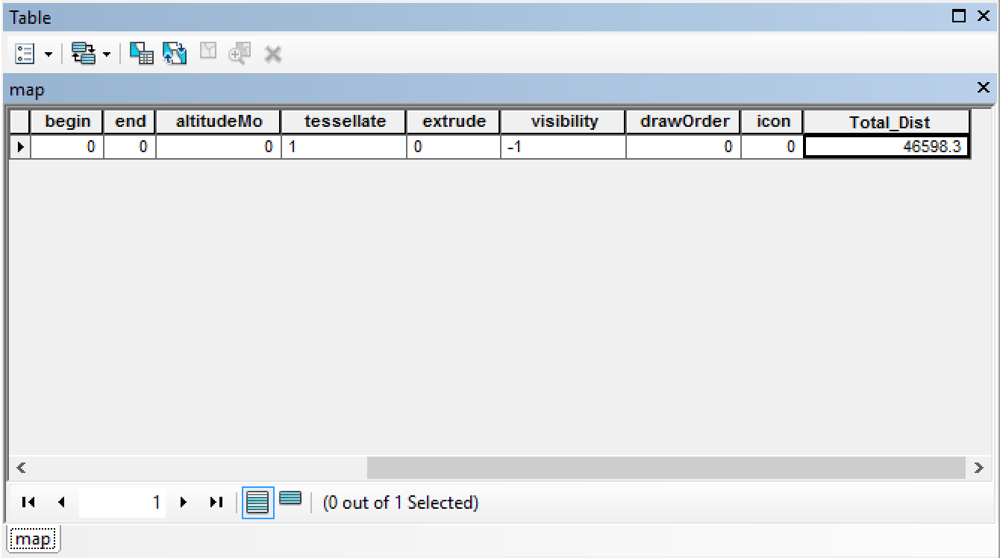 Table
map
begin end altitudeMo tessellate extrude visibility drawOrder icon Total_Dist
0 0 0 1 0 -1 0 0 46598.3
1 (0 out of 1 Selected)
map